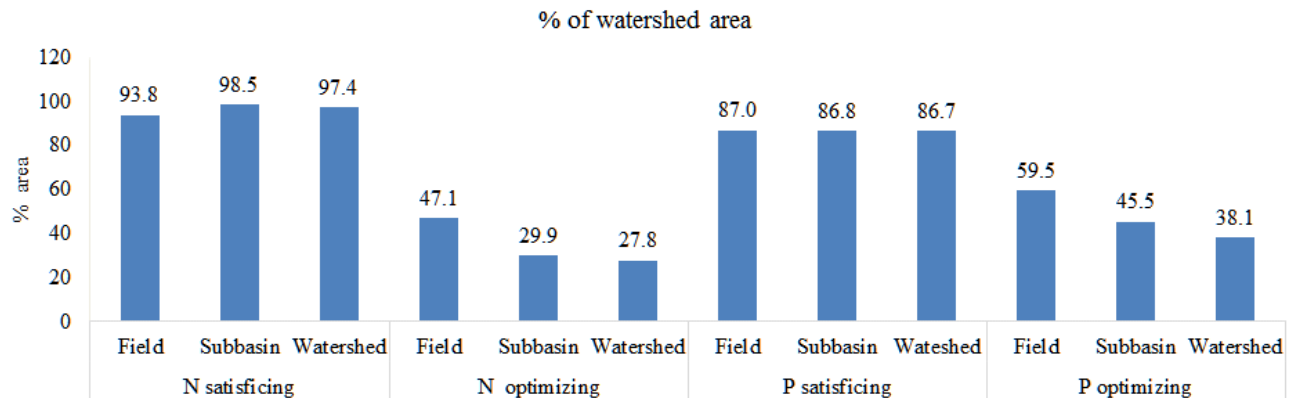 % of watershed area
% area
120
100
80
60
40
20
0
93.8 98.5 97.4 47.1 29.9 27.8 87.0 86.8 86.7 59.5 45.5 38.1
Field Subbasin Watershed Field Subbasin Watershed Field Subbasin Wateshed Field Subbasin Watershed
N satisficing N optimizing P satisficing P optimizing